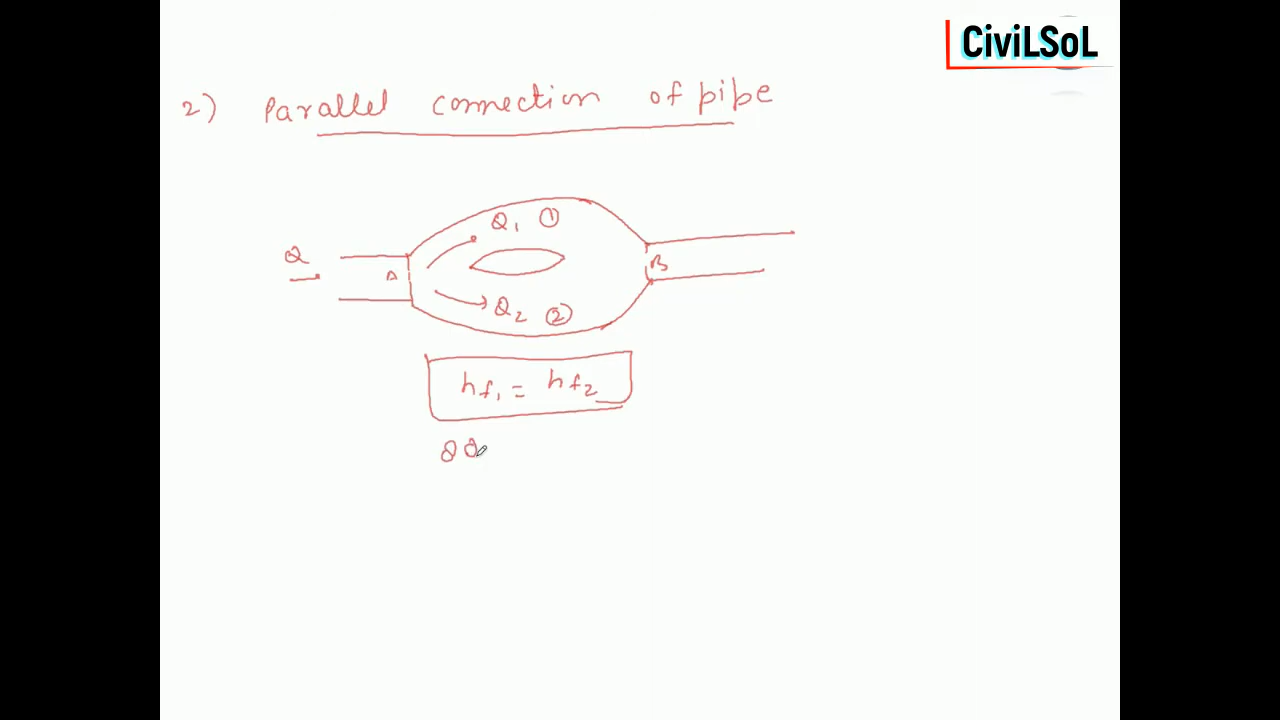 CiviLSoL
2) Parallel connection of pipe
Q1 ①
Q
A
B
Q2 ②
hf1 = hf2